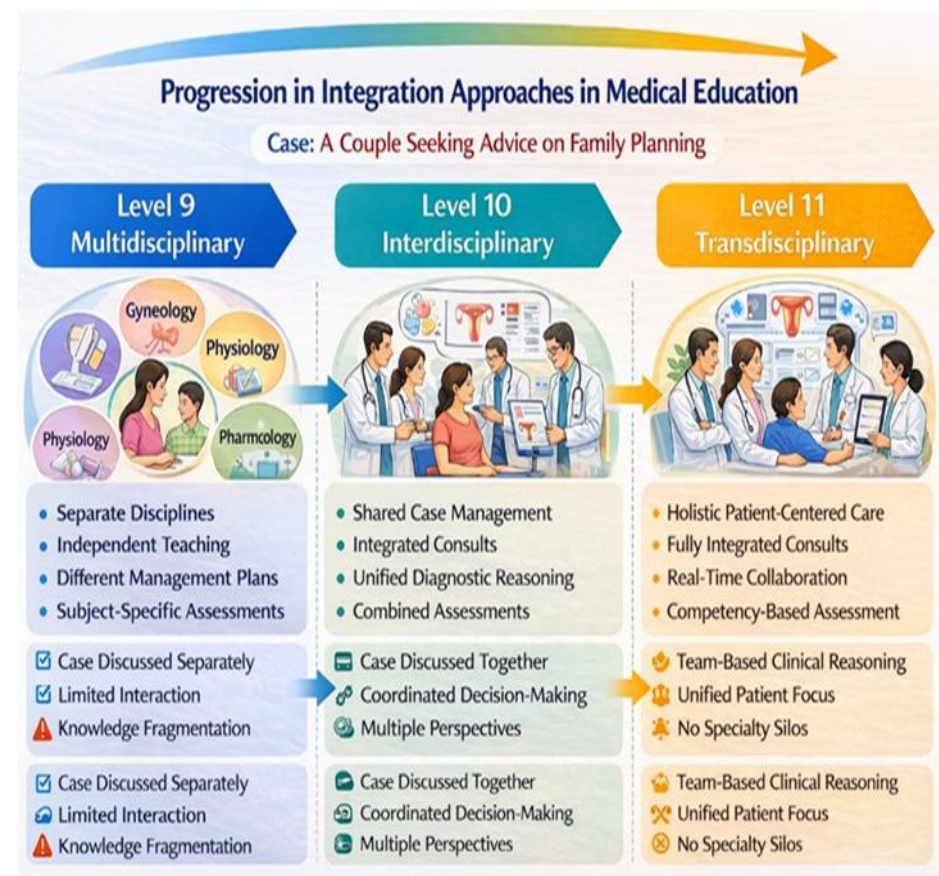 Progression in Integration Approaches in Medical Education
Case: A Couple Seeking Advice on Family Planning
Level 9
Multidisciplinary
Level 10
Interdisciplinary
Level 11
Transdisciplinary
Gyneology
Physiology
Physiology
Pharmcology
• Separate Disciplines
• Independent Teaching
• Different Management Plans
• Subject-Specific Assessments
• Shared Case Management
• Integrated Consults
• Unified Diagnostic Reasoning
• Combined Assessments
• Holistic Patient-Centered Care
• Fully Integrated Consults
• Real-Time Collaboration
• Competency-Based Assessment
Case Discussed Separately
Limited Interaction
Knowledge Fragmentation
Case Discussed Together
Coordinated Decision-Making
Multiple Perspectives
Team-Based Clinical Reasoning
Unified Patient Focus
No Specialty Silos
Case Discussed Separately
Limited Interaction
Knowledge Fragmentation
Case Discussed Together
Coordinated Decision-Making
Multiple Perspectives
Team-Based Clinical Reasoning
Unified Patient Focus
No Specialty Silos